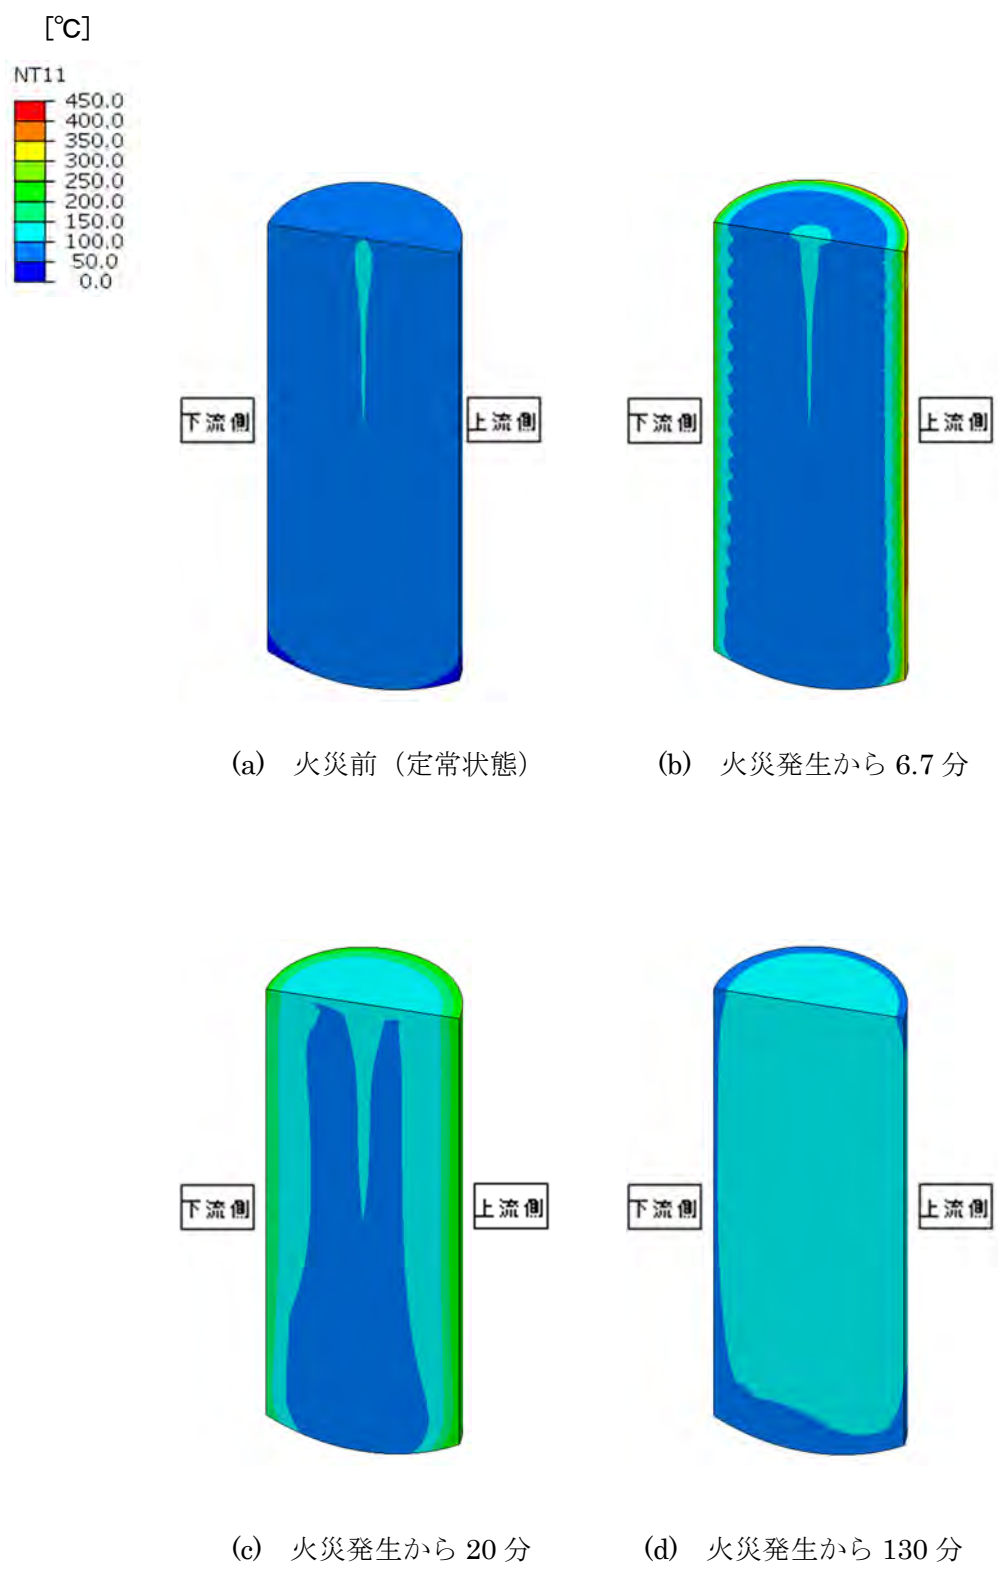 [℃]
NT11
450.0
400.0
350.0
300.0
250.0
200.0
150.0
100.0
50.0
0.0
下流側
上流側
下流側
上流側
(a) 火災前（定常状態）
(b) 火災発生から 6.7 分
下流側
上流側
下流側
上流側
(c) 火災発生から 20 分
(d) 火災発生から 130 分